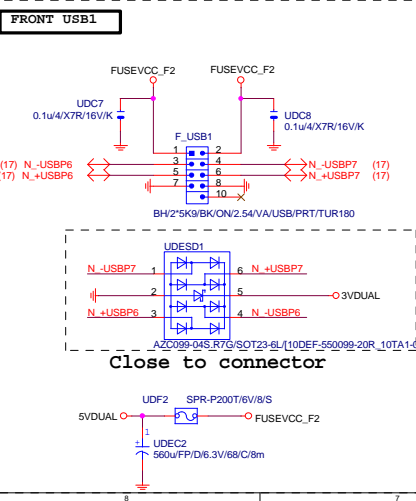 FRONT USB1
FUSEVCC_F2 FUSEVCC_F2
UDC7
0.1u/4/X7R/16V/K
UDC8
0.1u/4/X7R/16V/K
F_USB1
1 2
(17) N_-USBP6 3 4 N_-USBP7 (17)
(17) N_+USBP6 5 6 N_+USBP7 (17)
7 8
10
BH/2*5K9/BK/ON/2.54/VA/USB/PRT/TUR180
UDESD1
N_-USBP7 1 6 N_+USBP7
2 5 3VDUAL
N_+USBP6 3 4 N_-USBP6
AZC099-04S.R7G/SOT23-6L/[10DEF-550099-20R_10TA1-0
Close to connector
UDF2 SPR-P200T/6V/8/S
5VDUAL FUSEVCC_F2
1
+ UDEC2
560u/FP/D/6.3V/68/C/8m
8 7